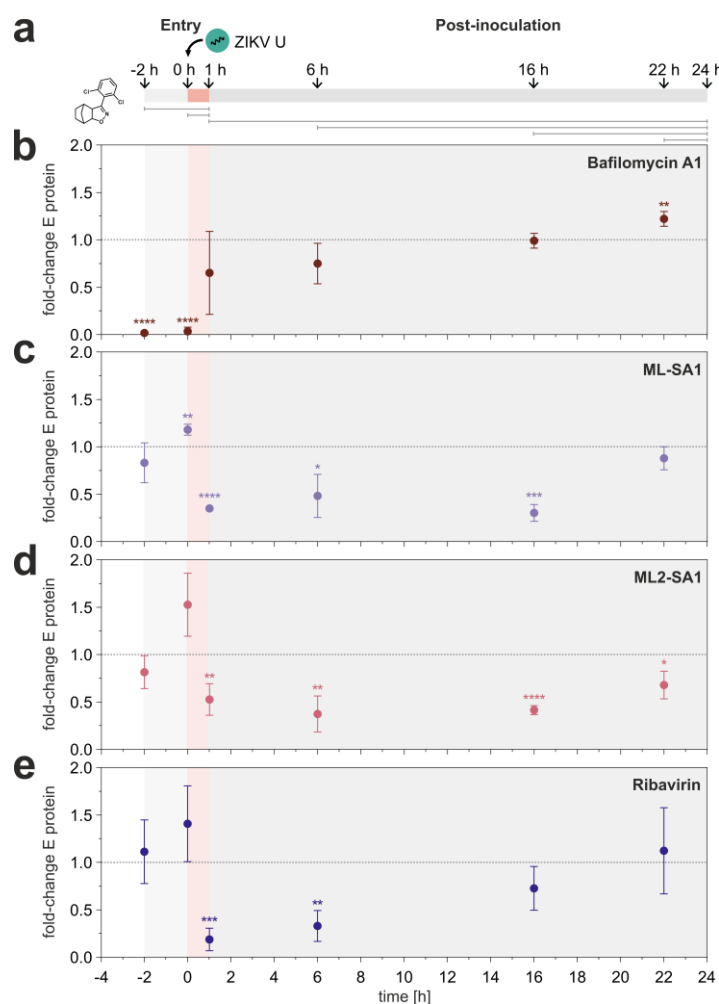 a
Entry
Post-inoculation
ZIKV U
-2 h 0 h 1 h 6 h 16 h 22 h 24 h
Cl
Cl
N
O
b
Bafilomycin A1
fold-change E protein
2.0
1.5
1.0
0.5
0.0
**** **** **
c
ML-SA1
fold-change E protein
2.0
1.5
1.0
0.5
0.0
** **** * ***
d
ML2-SA1
fold-change E protein
2.0
1.5
1.0
0.5
0.0
** ** **** *
e
Ribavirin
fold-change E protein
2.0
1.5
1.0
0.5
0.0
*** **
-4 -2 0 2 4 6 8 10 12 14 16 18 20 22 24
time [h]